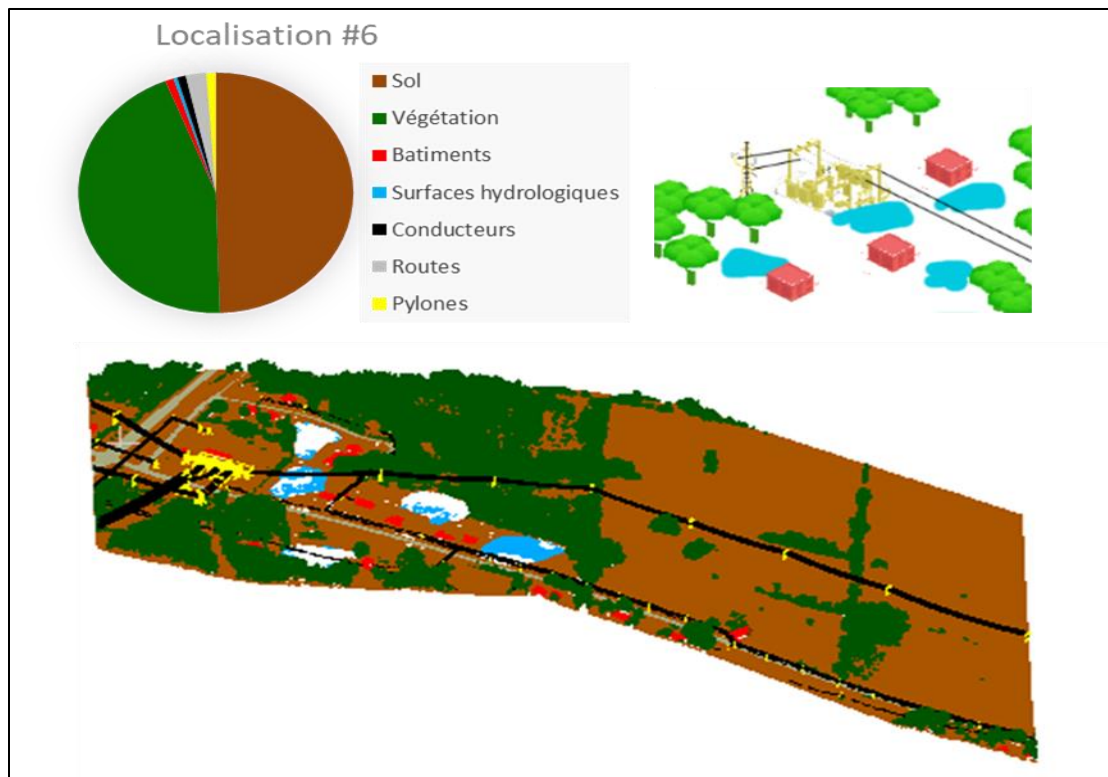 Localisation #6
Sol
Végétation
Batiments
Surfaces hydrologiques
Conducteurs
Routes
Pylones